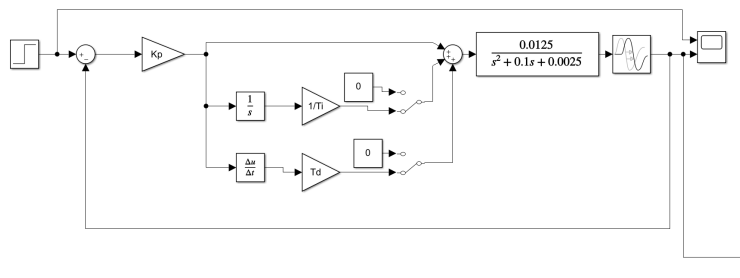 +
−
Kp
+
+
+
0.0125
s² + 0.1s + 0.0025
1
s
1/Ti
0
Δu
Δt
Td
0